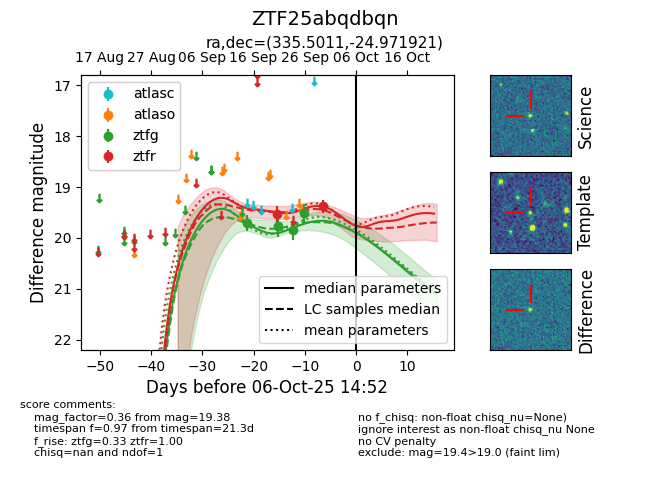 ZTF25abqdbqn
ra,dec=(335.5011,-24.971921)
17 Aug 27 Aug 06 Sep 16 Sep 26 Sep 06 Oct 16 Oct
17
18
19
20
21
22
Difference magnitude
atlasc
atlaso
ztfg
ztfr
median parameters
LC samples median
mean parameters
−50 −40 −30 −20 −10 0 10
Days before 06-Oct-25 14:52
Science
Template
Difference
score comments:
mag_factor=0.36 from mag=19.38
timespan f=0.97 from timespan=21.3d
f_rise: ztfg=0.33 ztfr=1.00
chisq=nan and ndof=1
no f_chisq: non-float chisq_nu=None)
ignore interest as non-float chisq_nu None
no CV penalty
exclude: mag=19.4>19.0 (faint lim)